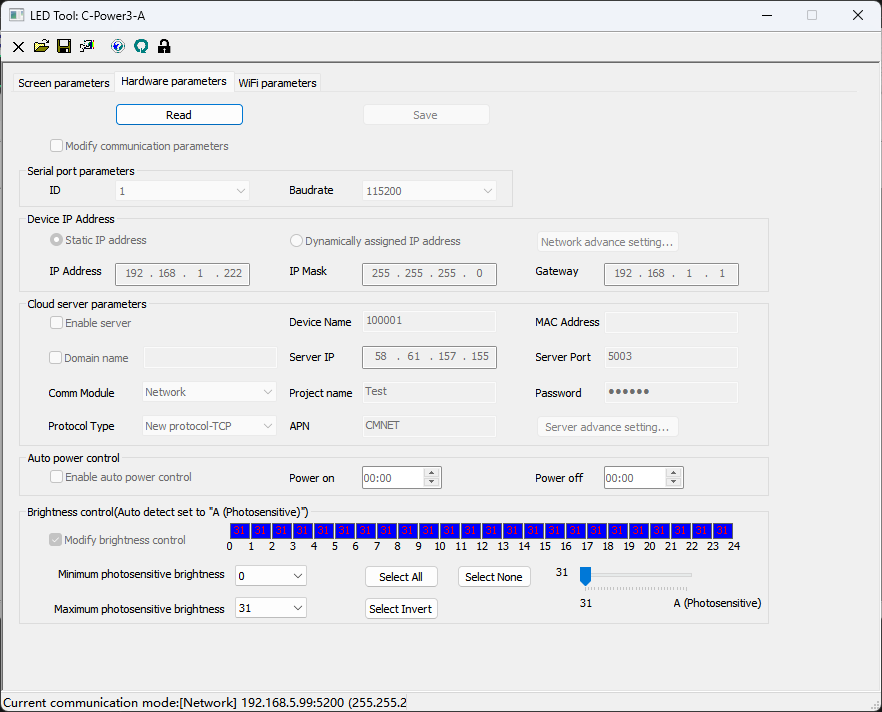 LED Tool: C-Power3-A
Screen parameters Hardware parameters WiFi parameters
Read Save
Modify communication parameters
Serial port parameters
ID 1 Baudrate 115200
Device IP Address
Static IP address Dynamically assigned IP address Network advance setting...
IP Address 192 . 168 . 1 . 222 IP Mask 255 . 255 . 255 . 0 Gateway 192 . 168 . 1 . 1
Cloud server parameters
Enable server Device Name 100001 MAC Address
Domain name Server IP 58 . 61 . 157 . 155 Server Port 5003
Comm Module Network Project name Test Password ●●●●●●
Protocol Type New protocol-TCP APN CMNET Server advance setting...
Auto power control
Enable auto power control Power on 00:00 Power off 00:00
Brightness control(Auto detect set to "A (Photosensitive)")
31 31 31 31 31 31 31 31 31 31 31 31 31 31 31 31 31 31 31 31 31 31 31 31
Modify brightness control
0 1 2 3 4 5 6 7 8 9 10 11 12 13 14 15 16 17 18 19 20 21 22 23 24
Minimum photosensitive brightness 0 Select All Select None 31
Maximum photosensitive brightness 31 Select Invert 31 A (Photosensitive)
Current communication mode:[Network] 192.168.5.99:5200 (255.255.2